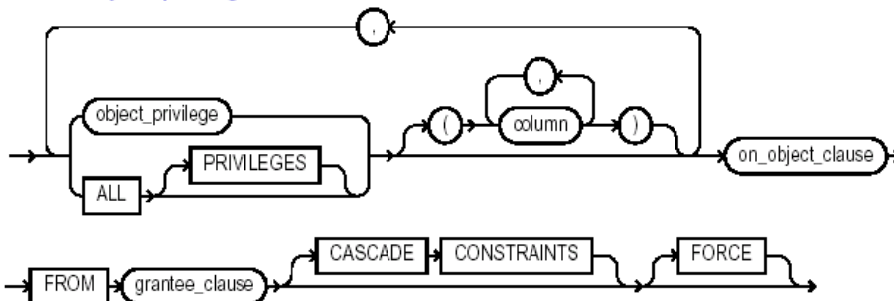 ,
,
object_privilege
( column )
PRIVILEGES
ALL
on_object_clause
CASCADE CONSTRAINTS FORCE
FROM grantee_clause